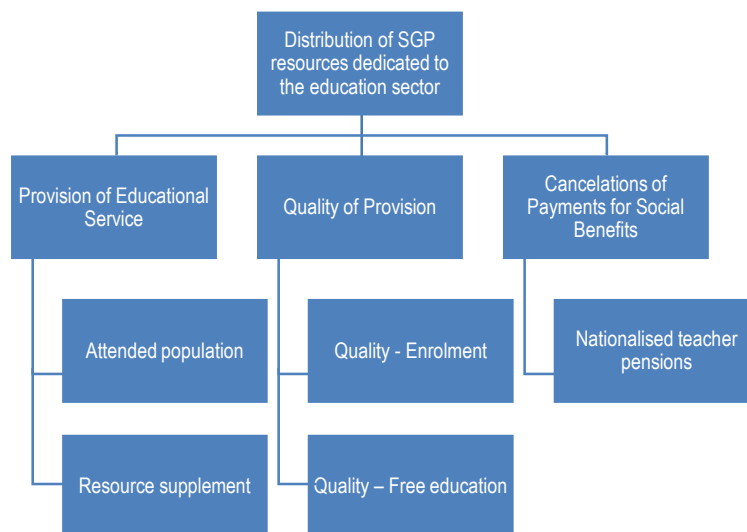 Distribution of SGP
resources dedicated to
the education sector
Provision of Educational
Service
Quality of Provision
Cancelations of
Payments for Social
Benefits
Attended population
Quality - Enrolment
Nationalised teacher
pensions
Resource supplement
Quality – Free education